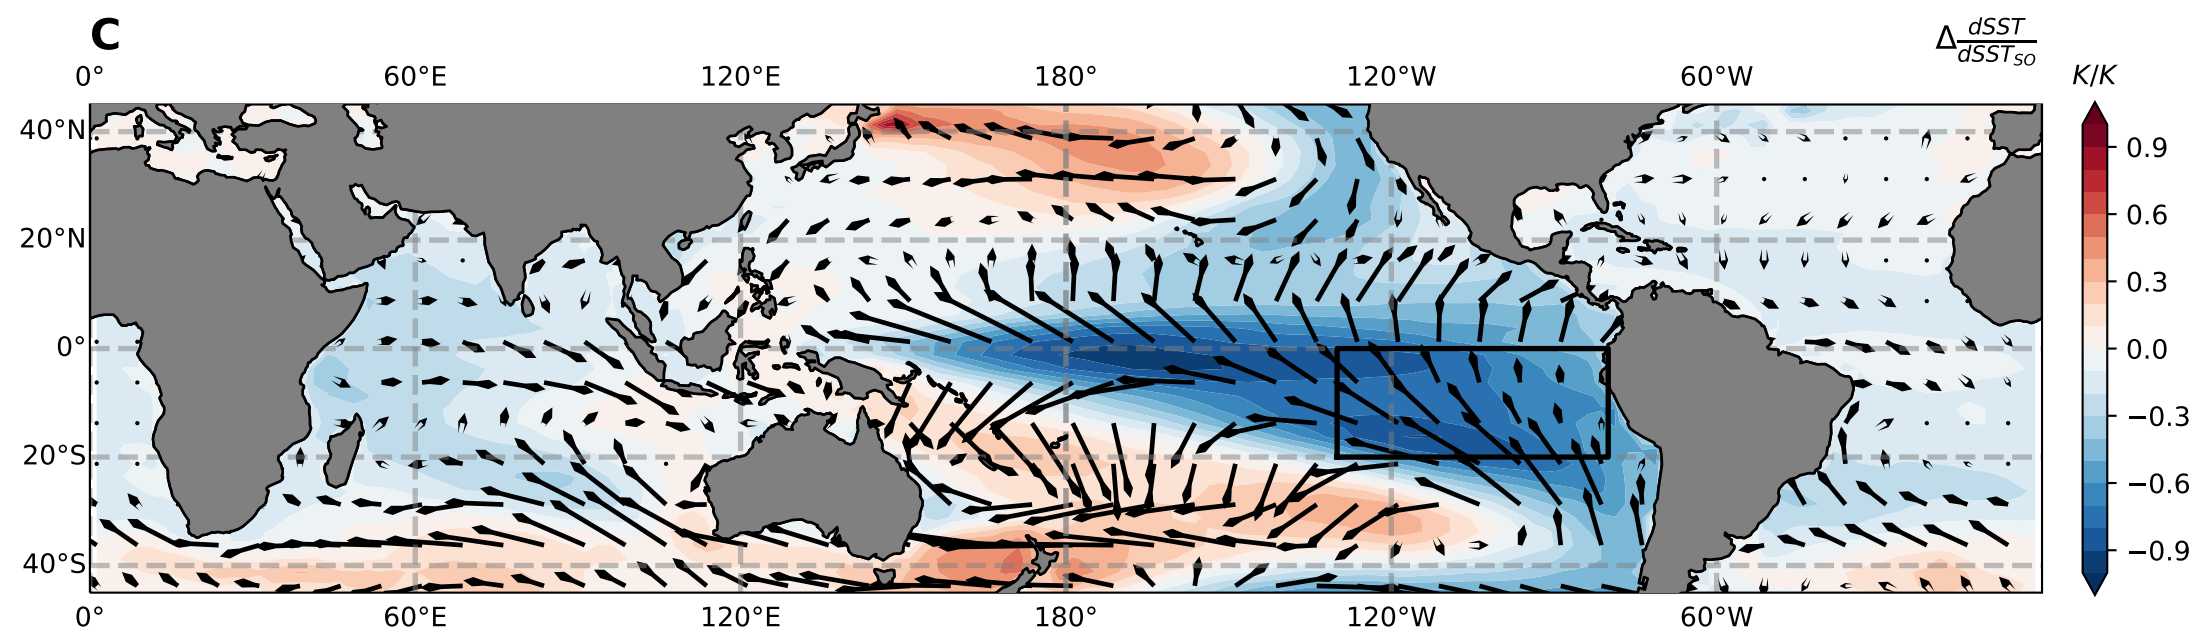 C
Δ dSST/dSST_SO
K/K
0° 60°E 120°E 180° 120°W 60°W
40°N
20°N
0°
20°S
40°S
0° 60°E 120°E 180° 120°W 60°W
0.9
0.6
0.3
0.0
−0.3
−0.6
−0.9